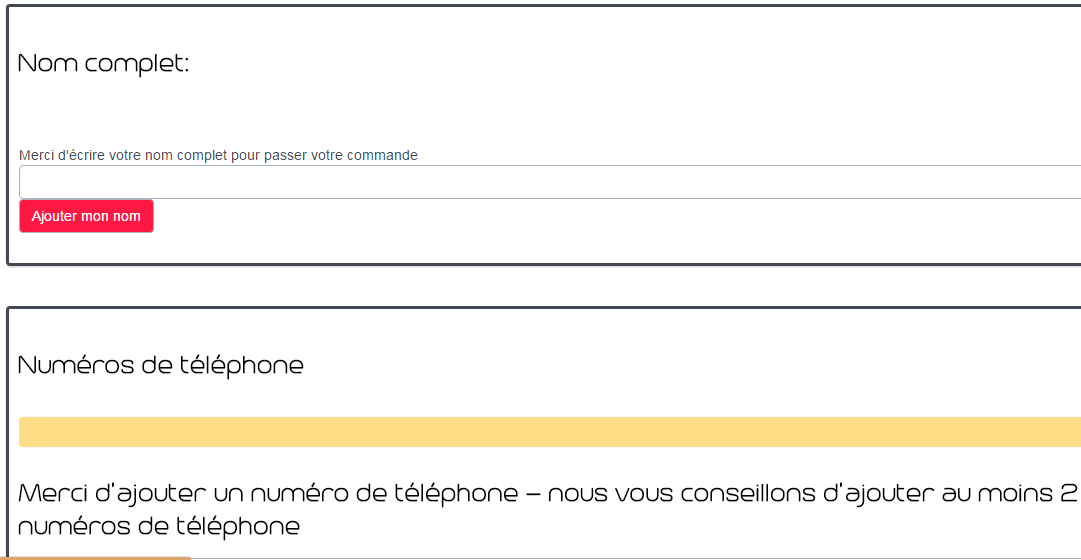 Nom complet:
Merci d'écrire votre nom complet pour passer votre commande
Ajouter mon nom
Numéros de téléphone
Merci d'ajouter un numéro de téléphone – nous vous conseillons d'ajouter au moins 2
numéros de téléphone